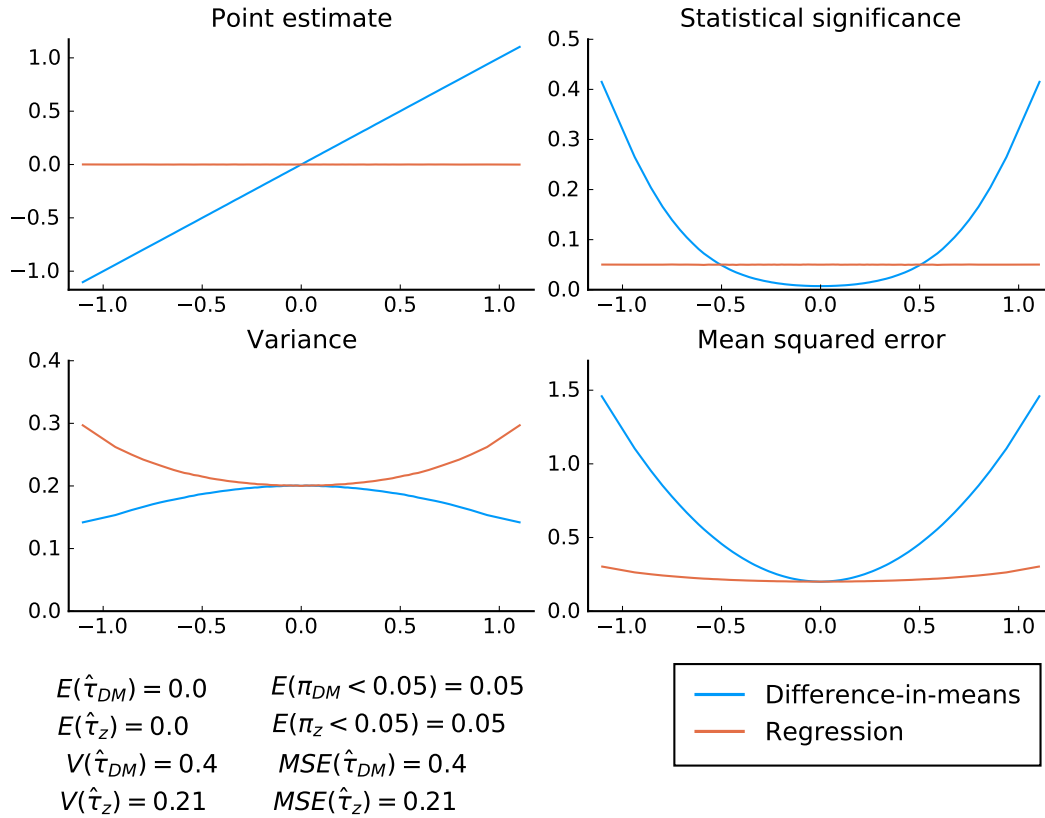 Point estimate
1.0
0.5
0.0
−0.5
−1.0
−1.0 −0.5 0.0 0.5 1.0
Statistical significance
0.5
0.4
0.3
0.2
0.1
0.0
−1.0 −0.5 0.0 0.5 1.0
Variance
0.4
0.3
0.2
0.1
0.0
−1.0 −0.5 0.0 0.5 1.0
Mean squared error
1.5
1.0
0.5
0.0
−1.0 −0.5 0.0 0.5 1.0
E(τ̂_DM) = 0.0 E(π_DM < 0.05) = 0.05
E(τ̂_z) = 0.0 E(π_z < 0.05) = 0.05
V(τ̂_DM) = 0.4 MSE(τ̂_DM) = 0.4
V(τ̂_z) = 0.21 MSE(τ̂_z) = 0.21
Difference-in-means
Regression